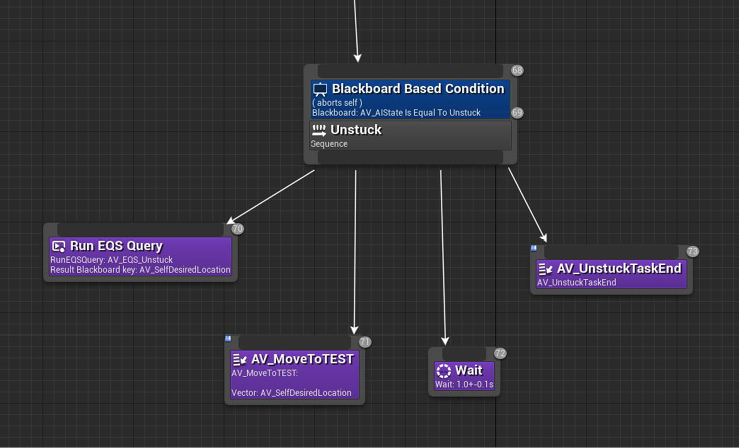 68
Blackboard Based Condition
( aborts self )
Blackboard: AV_AIState Is Equal To Unstuck
69
Unstuck
Sequence
70
Run EQS Query
RunEQSQuery: AV_EQS_Unstuck
Result Blackboard key: AV_SelfDesiredLocation
73
AV_UnstuckTaskEnd
AV_UnstuckTaskEnd
71
AV_MoveToTEST
AV_MoveToTEST:
Vector: AV_SelfDesiredLocation
72
Wait
Wait: 1.0+-0.1s